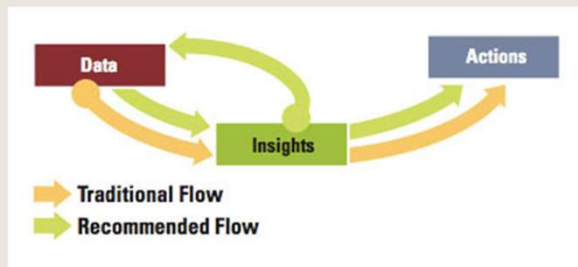 Data
Actions
Insights
Traditional Flow
Recommended Flow